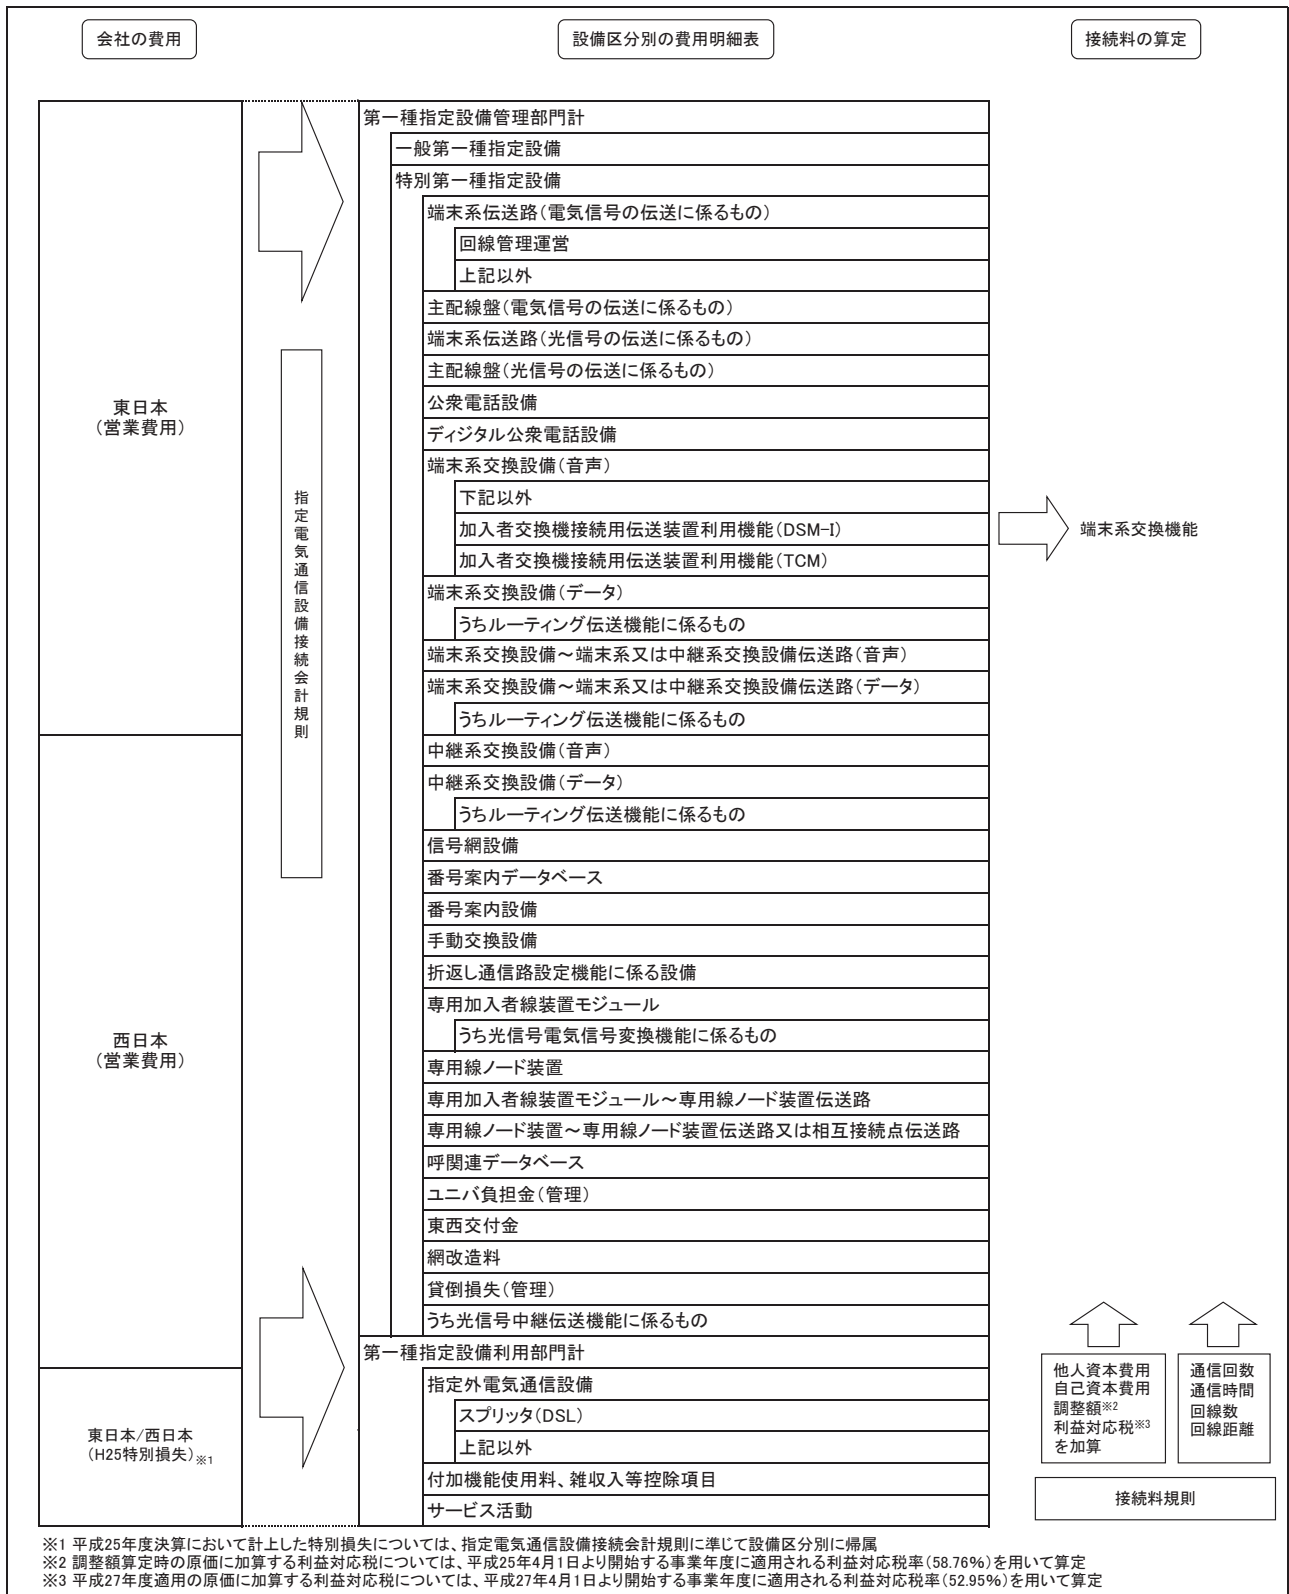 会社の費用
設備区分別の費用明細表
接続料の算定
東日本
（営業費用）
西日本
（営業費用）
東日本/西日本
（H25特別損失）※1
指定電気通信設備接続会計規則
第一種指定設備管理部門計
一般第一種指定設備
特別第一種指定設備
端末系伝送路（電気信号の伝送に係るもの）
回線管理運営
上記以外
主配線盤（電気信号の伝送に係るもの）
端末系伝送路（光信号の伝送に係るもの）
主配線盤（光信号の伝送に係るもの）
公衆電話設備
ディジタル公衆電話設備
端末系交換設備（音声）
下記以外
加入者交換機接続用伝送装置利用機能（DSM-I）
加入者交換機接続用伝送装置利用機能（TCM）
端末系交換設備（データ）
うちルーティング伝送機能に係るもの
端末系交換設備～端末系又は中継系交換設備伝送路（音声）
端末系交換設備～端末系又は中継系交換設備伝送路（データ）
うちルーティング伝送機能に係るもの
中継系交換設備（音声）
中継系交換設備（データ）
うちルーティング伝送機能に係るもの
信号網設備
番号案内データベース
番号案内設備
手動交換設備
折返し通信路設定機能に係る設備
専用加入者線装置モジュール
うち光信号電気信号変換機能に係るもの
専用線ノード装置
専用加入者線装置モジュール～専用線ノード装置伝送路
専用線ノード装置～専用線ノード装置伝送路又は相互接続点伝送路
呼関連データベース
ユニバ負担金（管理）
東西交付金
網改造料
貸倒損失（管理）
うち光信号中継伝送機能に係るもの
第一種指定設備利用部門計
指定外電気通信設備
スプリッタ（DSL）
上記以外
付加機能使用料、雑収入等控除項目
サービス活動
端末系交換機能
他人資本費用
自己資本費用
調整額※2
利益対応税※3
を加算
通信回数
通信時間
回線数
回線距離
接続料規則
※1 平成25年度決算において計上した特別損失については、指定電気通信設備接続会計規則に準じて設備区分別に帰属
※2 調整額算定時の原価に加算する利益対応税については、平成25年4月1日より開始する事業年度に適用される利益対応税率（58.76%）を用いて算定
※3 平成27年度適用の原価に加算する利益対応税については、平成27年4月1日より開始する事業年度に適用される利益対応税率（52.95%）を用いて算定